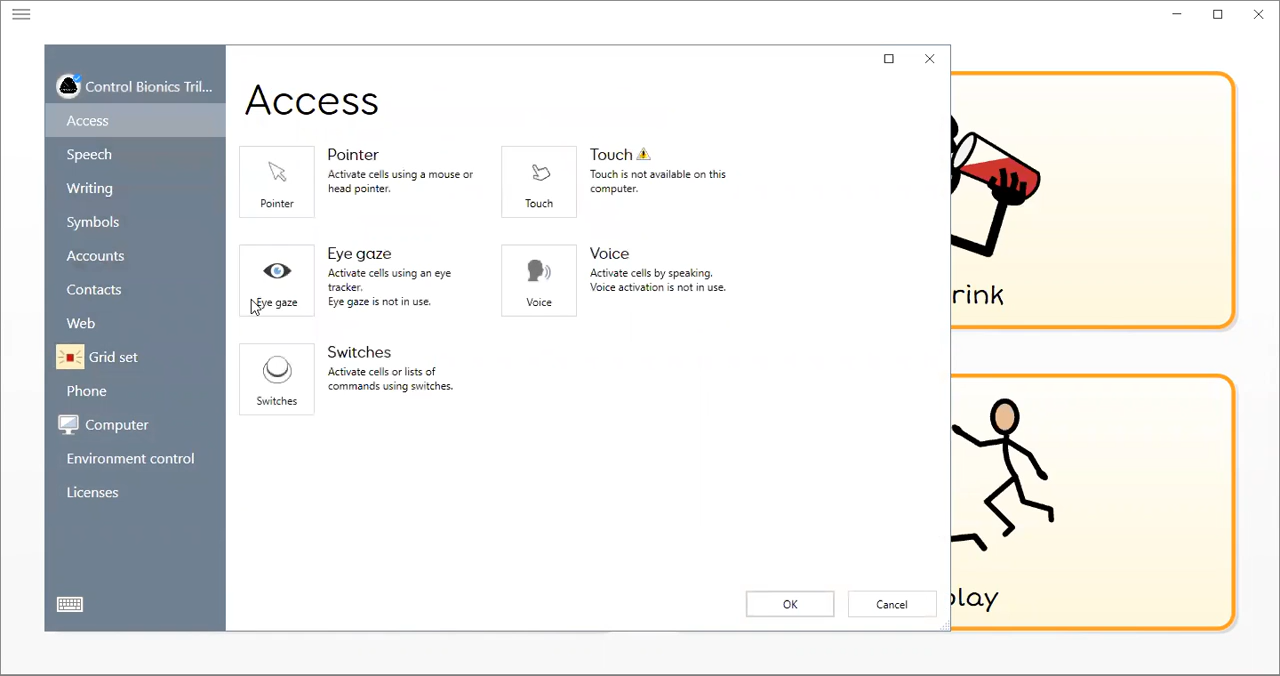 Control Bionics Tril...
Access
Speech
Writing
Symbols
Accounts
Contacts
Web
Grid set
Phone
Computer
Environment control
Licenses
Access
Pointer
Pointer
Activate cells using a mouse or
head pointer.
Touch
Touch
Touch is not available on this
computer.
Eye gaze
Eye gaze
Activate cells using an eye
tracker.
Eye gaze is not in use.
Voice
Voice
Activate cells by speaking.
Voice activation is not in use.
Switches
Switches
Activate cells or lists of
commands using switches.
OK
Cancel
rink
play